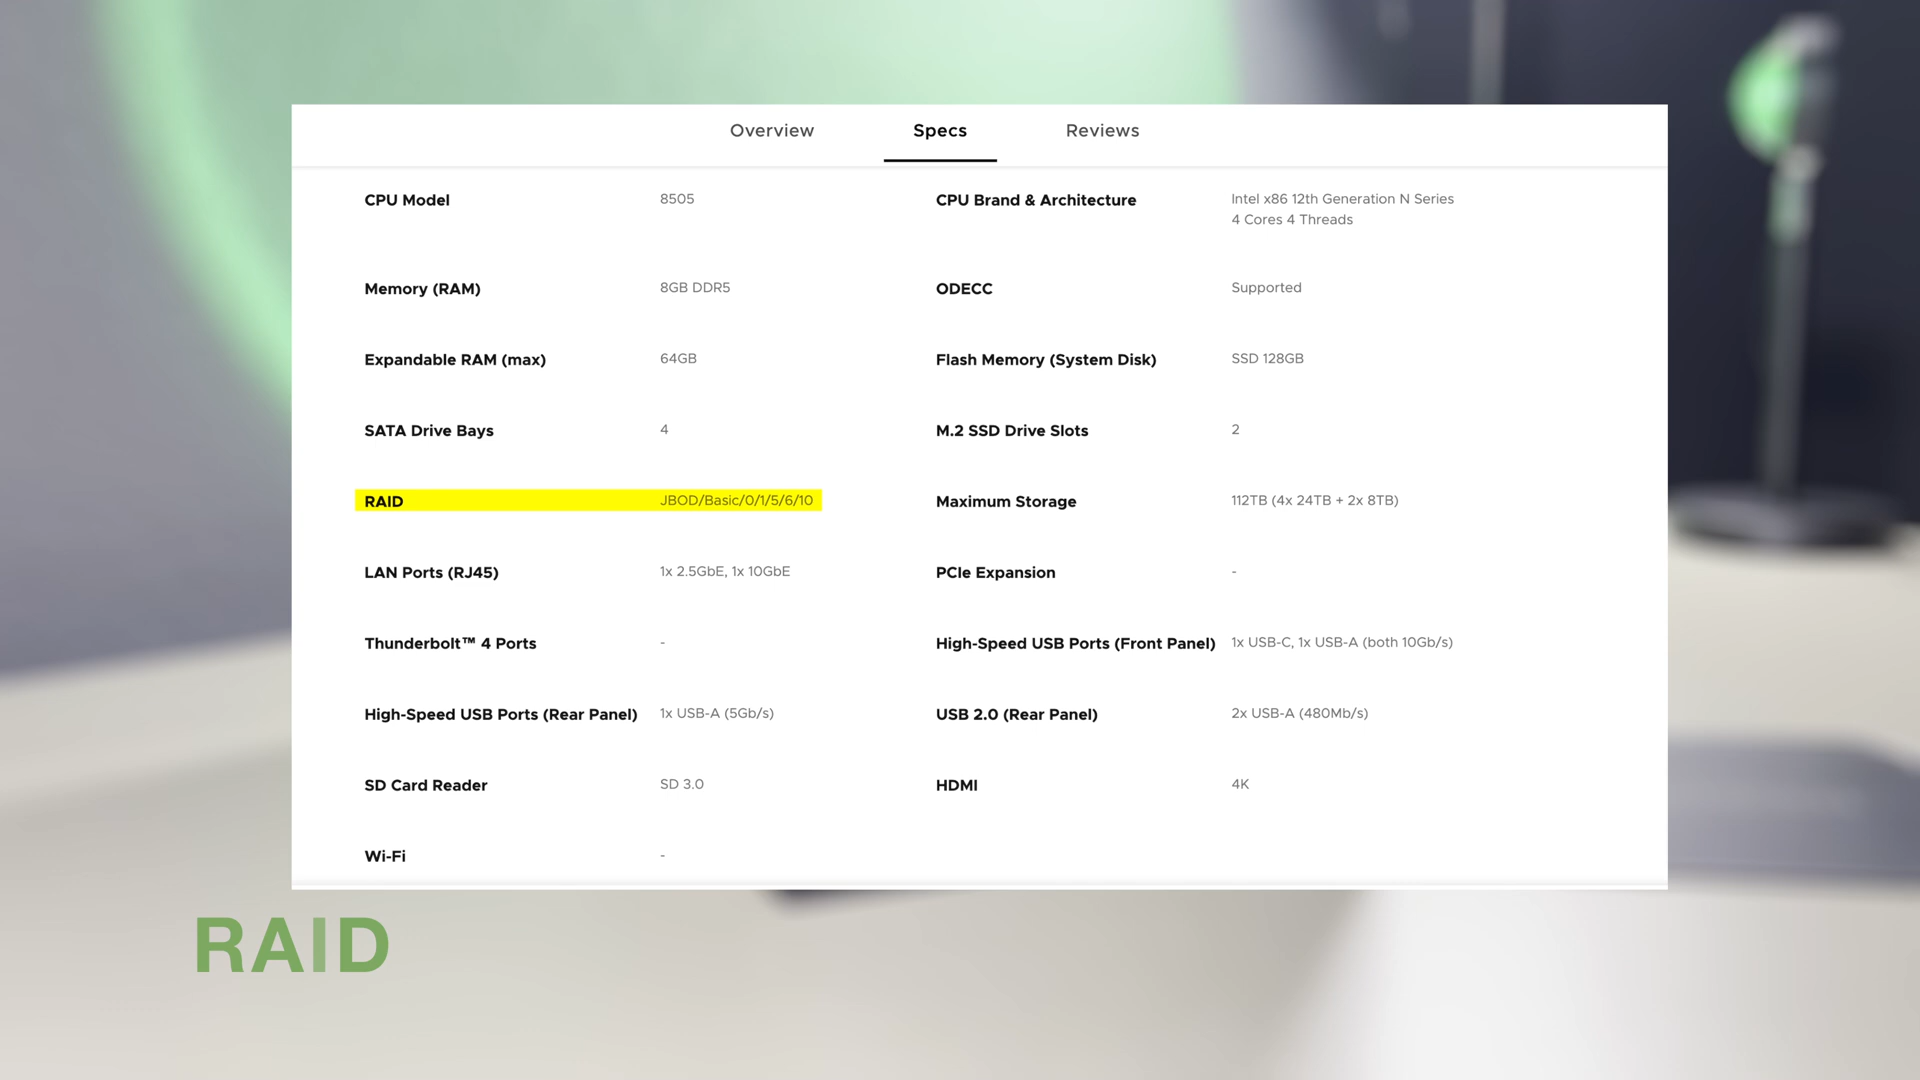 Overview Specs Reviews
CPU Model 8505 CPU Brand & Architecture Intel x86 12th Generation N Series
4 Cores 4 Threads
Memory (RAM) 8GB DDR5 ODECC Supported
Expandable RAM (max) 64GB Flash Memory (System Disk) SSD 128GB
SATA Drive Bays 4 M.2 SSD Drive Slots 2
RAID JBOD/Basic/0/1/5/6/10 Maximum Storage 112TB (4x 24TB + 2x 8TB)
LAN Ports (RJ45) 1x 2.5GbE, 1x 10GbE PCIe Expansion -
Thunderbolt™ 4 Ports - High-Speed USB Ports (Front Panel) 1x USB-C, 1x USB-A (both 10Gb/s)
High-Speed USB Ports (Rear Panel) 1x USB-A (5Gb/s) USB 2.0 (Rear Panel) 2x USB-A (480Mb/s)
SD Card Reader SD 3.0 HDMI 4K
Wi-Fi -
RAID